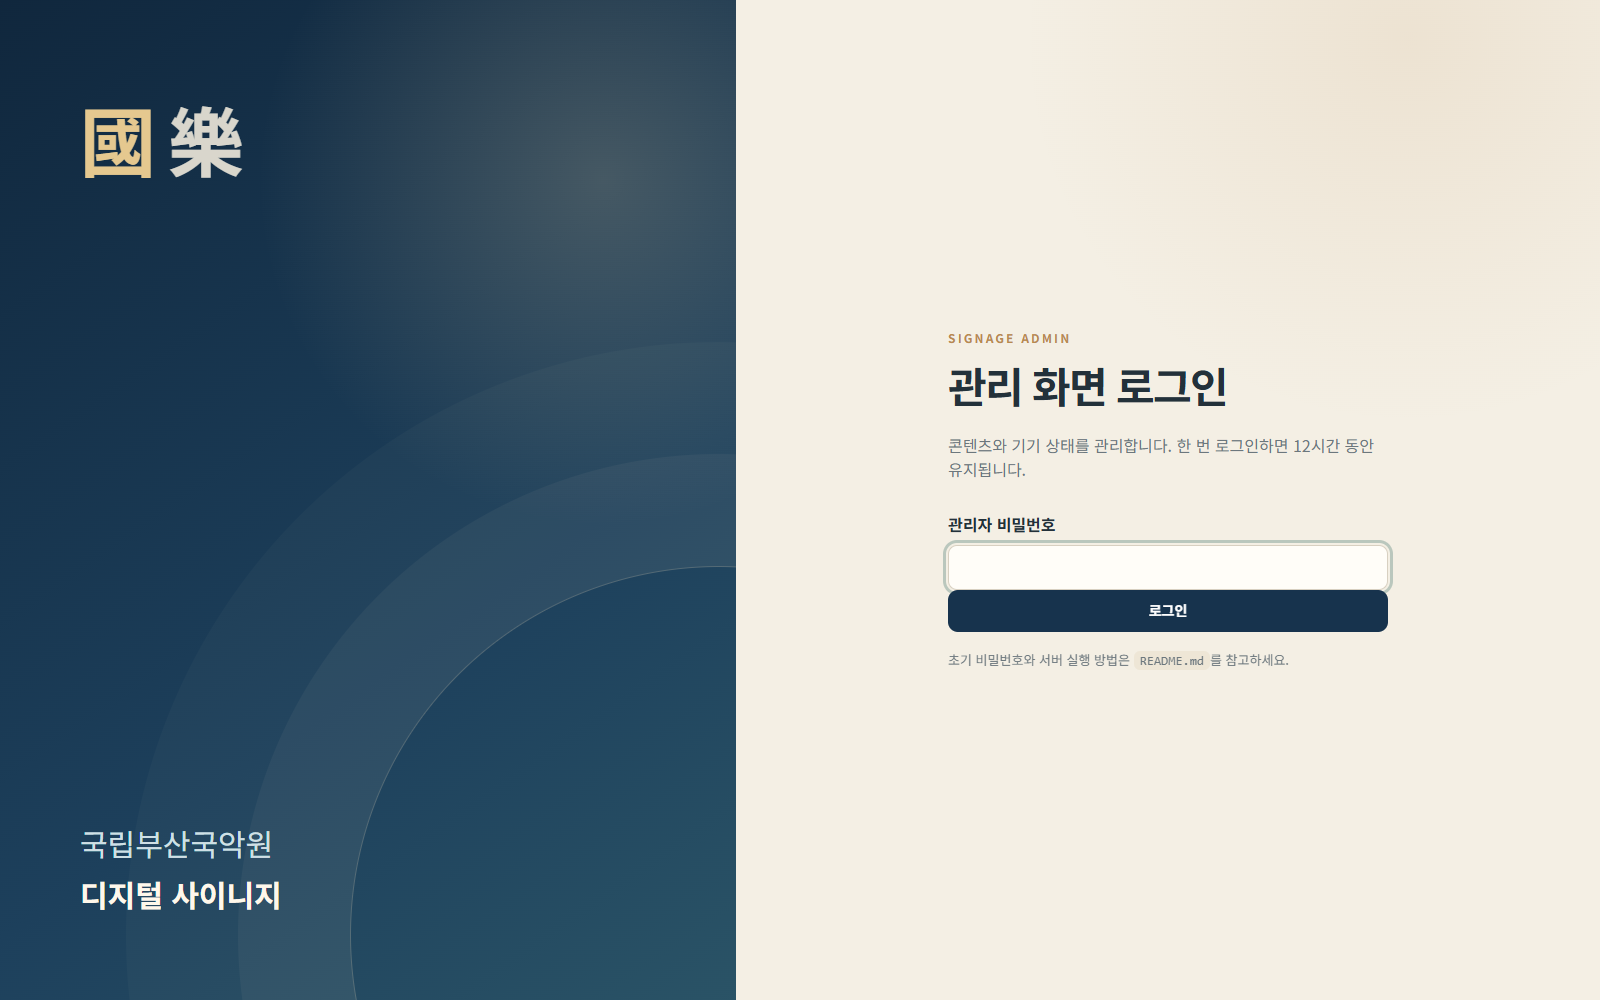 國 樂
국립부산국악원
디지털 사이니지
SIGNAGE ADMIN
관리 화면 로그인
콘텐츠와 기기 상태를 관리합니다. 한 번 로그인하면 12시간 동안
유지됩니다.
관리자 비밀번호
로그인
초기 비밀번호와 서버 실행 방법은 README.md를 참고하세요.